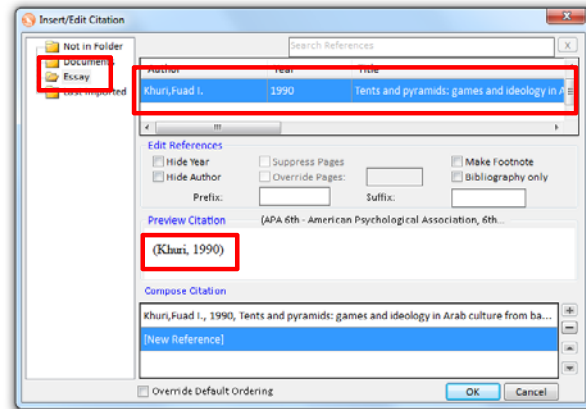 Insert/Edit Citation
Not in Folder
Documents
Essay
Last Imported
Search References
X
Author Year Title
Khuri,Fuad I. 1990 Tents and pyramids: games and ideology in A
Edit References
Hide Year Suppress Pages Make Footnote
Hide Author Override Pages: Bibliography only
Prefix: Suffix:
Preview Citation (APA 6th - American Psychological Association, 6th...
(Khuri, 1990)
Compose Citation
Khuri,Fuad I., 1990, Tents and pyramids: games and ideology in Arab culture from ba...
[New Reference]
Override Default Ordering OK Cancel